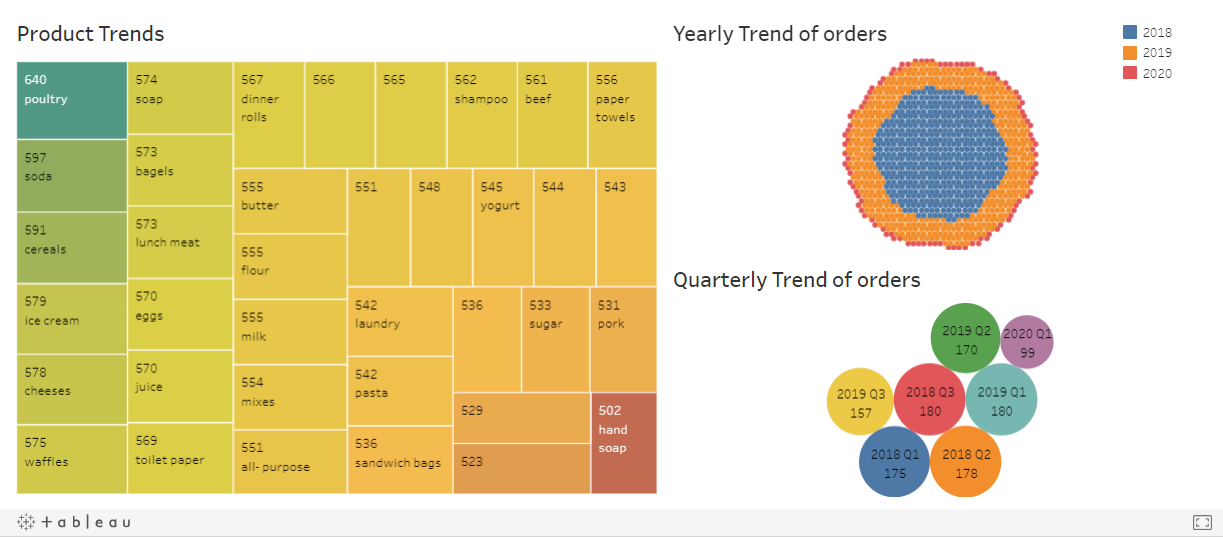 Product Trends
640
poultry
597
soda
591
cereals
579
ice cream
578
cheeses
575
waffles
574
soap
573
bagels
573
lunch meat
570
eggs
570
juice
569
toilet paper
567
dinner
rolls
566
565
562
shampoo
561
beef
556
paper
towels
555
butter
555
flour
555
milk
554
mixes
551
all- purpose
551
548
545
yogurt
544
543
542
laundry
542
pasta
536
sandwich bags
536
533
sugar
531
pork
529
523
502
hand
soap
Yearly Trend of orders
2018
2019
2020
Quarterly Trend of orders
2019 Q2
170
2020 Q1
99
2019 Q3
157
2018 Q3
180
2019 Q1
180
2018 Q1
175
2018 Q2
178
+ a b | e a u